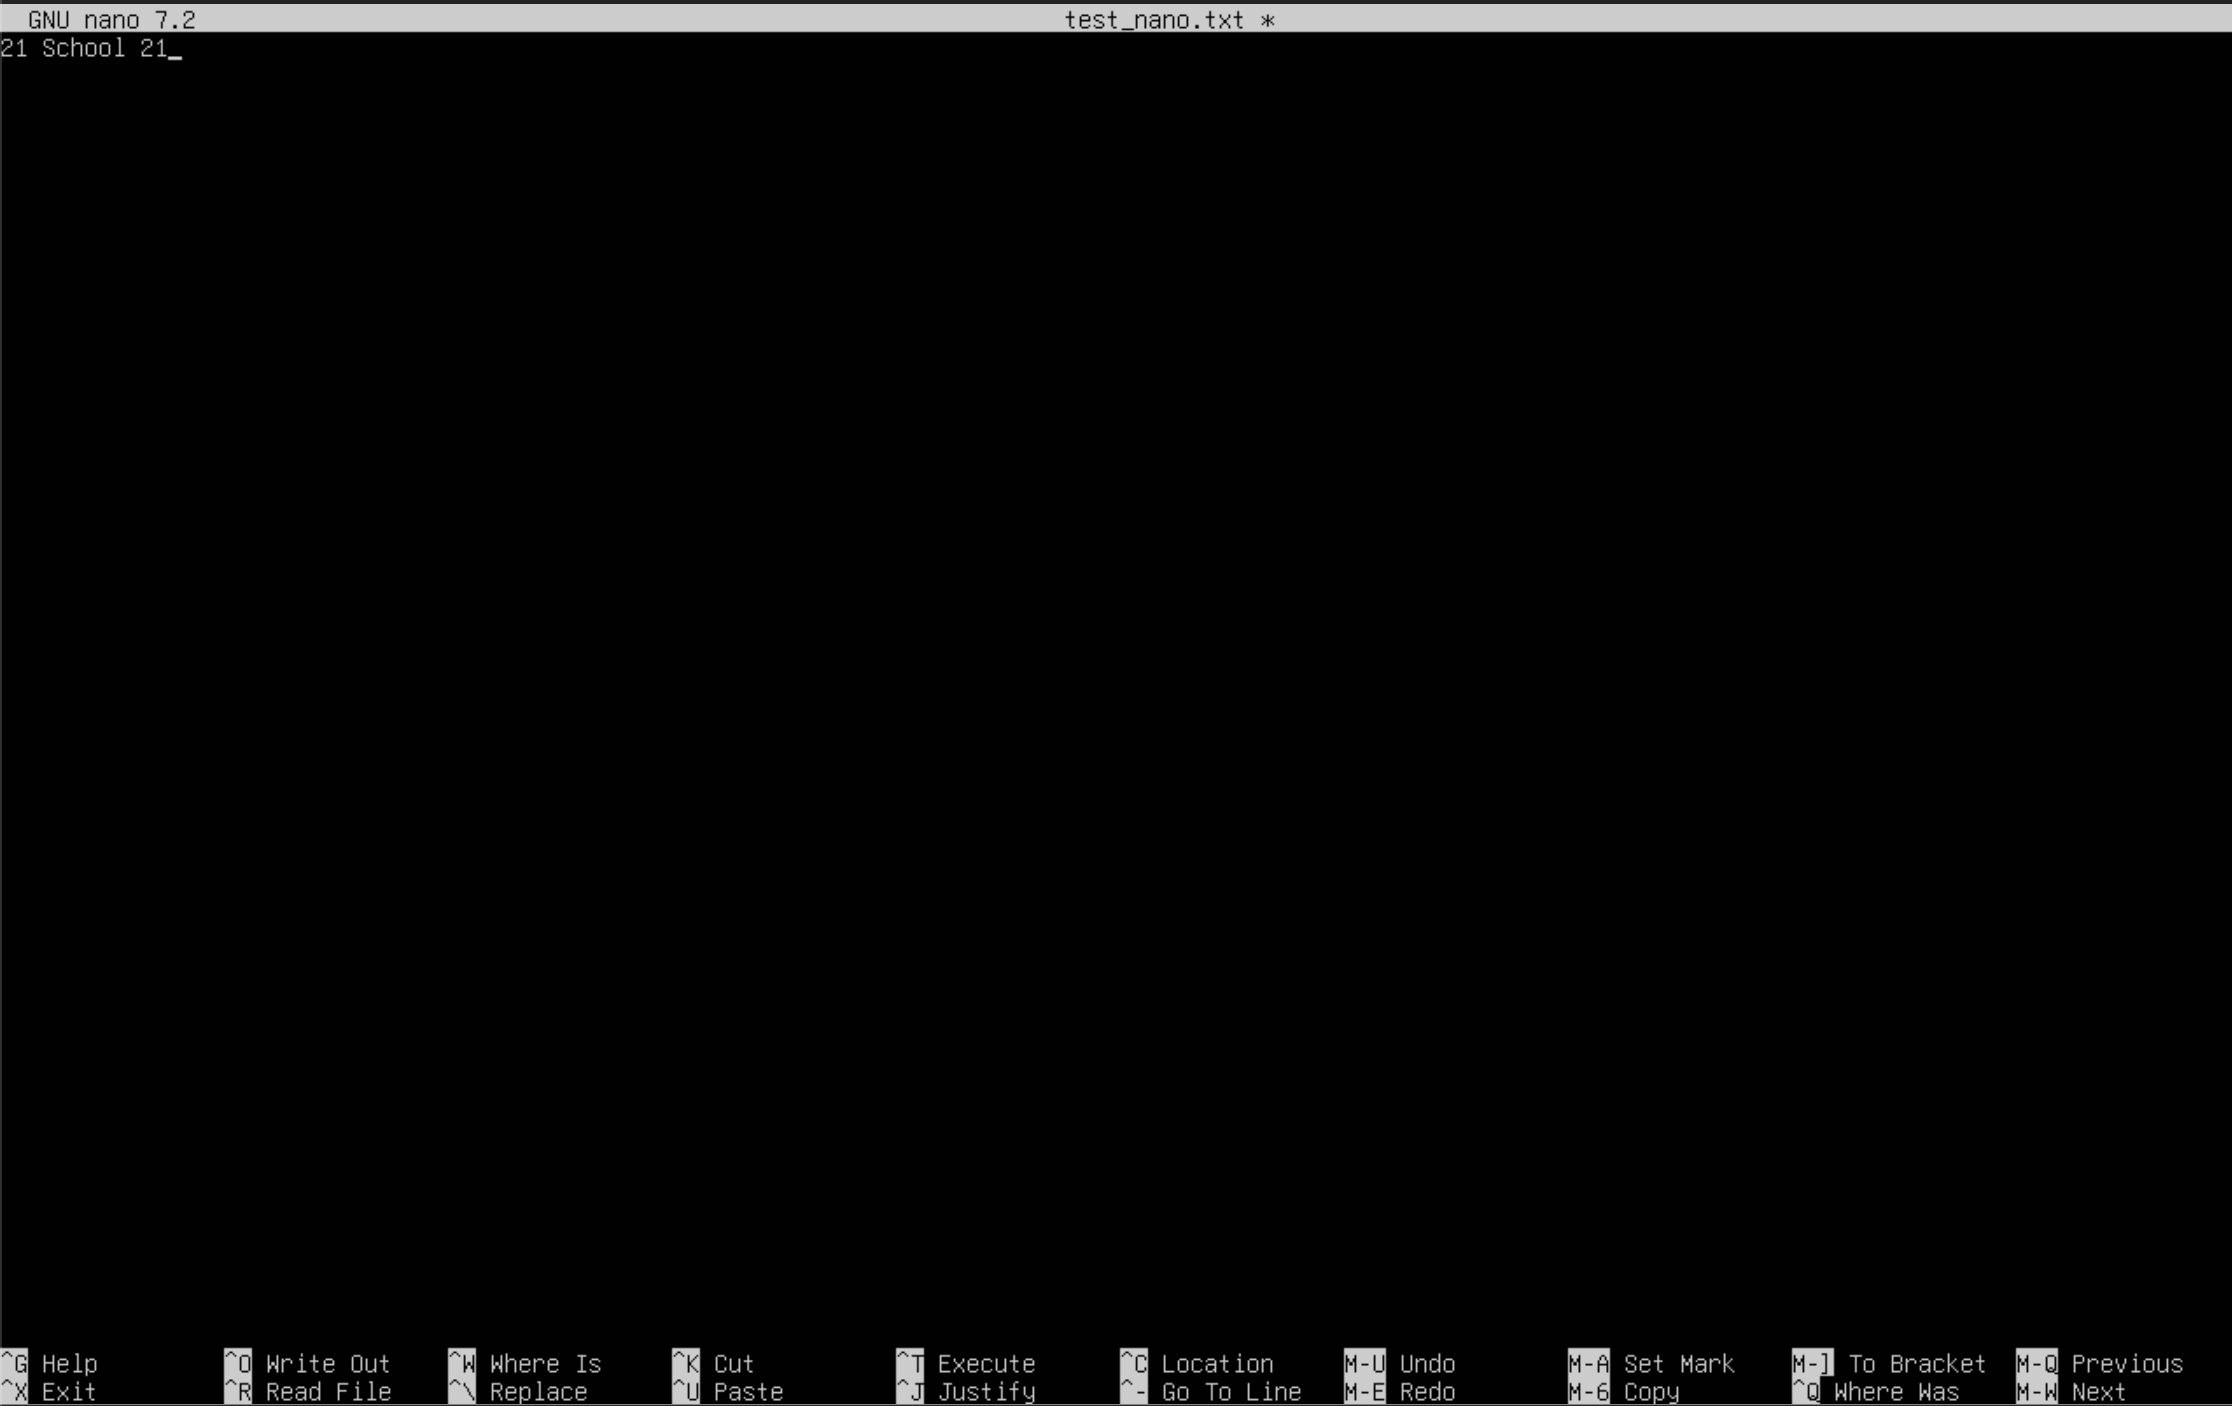 GNU nano 7.2 test_nano.txt *
21 School 21_
^G Help ^O Write Out ^W Where Is ^K Cut ^T Execute ^C Location M-U Undo M-A Set Mark M-] To Bracket M-Q Previous
^X Exit ^R Read File ^\ Replace ^U Paste ^J Justify ^- Go To Line M-E Redo M-6 Copy ^Q Where Was M-W Next